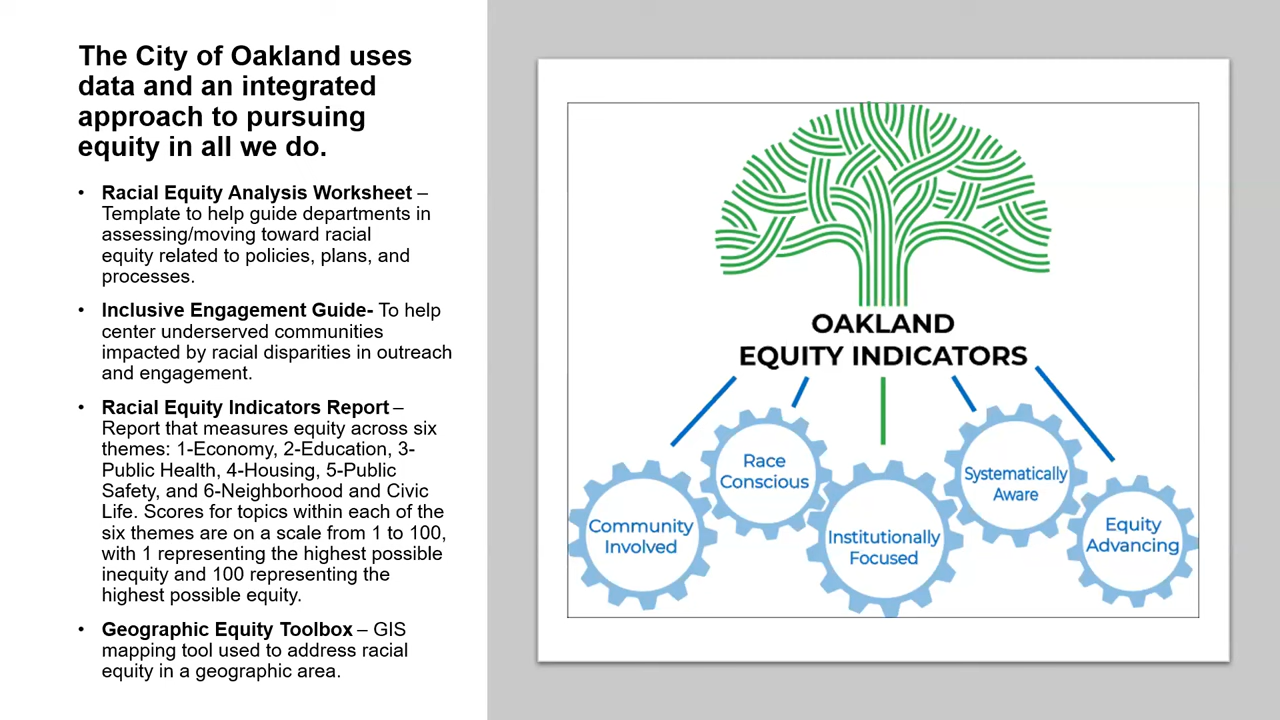 The City of Oakland uses
data and an integrated
approach to pursuing
equity in all we do.
• Racial Equity Analysis Worksheet –
Template to help guide departments in
assessing/moving toward racial
equity related to policies, plans, and
processes.
• Inclusive Engagement Guide- To help
center underserved communities
impacted by racial disparities in outreach
and engagement.
• Racial Equity Indicators Report –
Report that measures equity across six
themes: 1-Economy, 2-Education, 3-
Public Health, 4-Housing, 5-Public
Safety, and 6-Neighborhood and Civic
Life. Scores for topics within each of the
six themes are on a scale from 1 to 100,
with 1 representing the highest possible
inequity and 100 representing the
highest possible equity.
• Geographic Equity Toolbox – GIS
mapping tool used to address racial
equity in a geographic area.
OAKLAND
EQUITY INDICATORS
Community
Involved
Race
Conscious
Institutionally
Focused
Systematically
Aware
Equity
Advancing